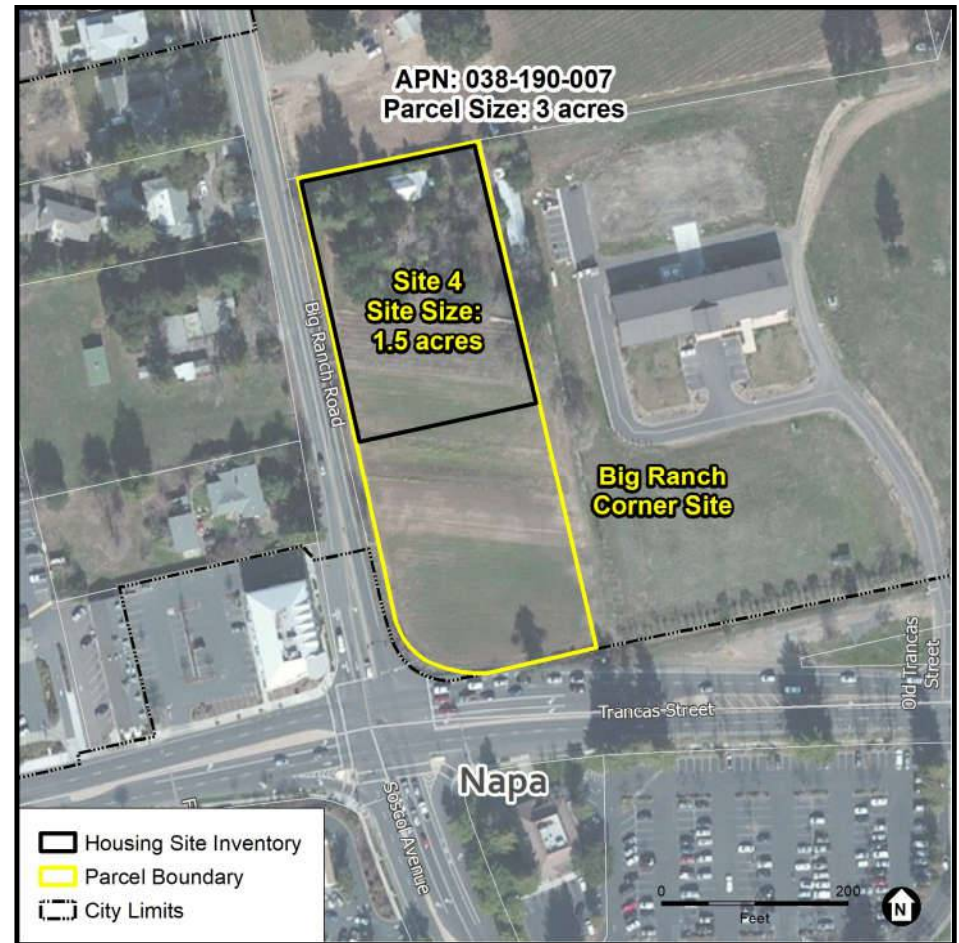 APN: 038-190-007
Parcel Size: 3 acres
Site 4
Site Size:
1.5 acres
Big Ranch Road
Big Ranch
Corner Site
Old Trancas
Street
Trancas Street
Napa
Soscol Avenue
Housing Site Inventory
Parcel Boundary
City Limits
0 200
Feet
N